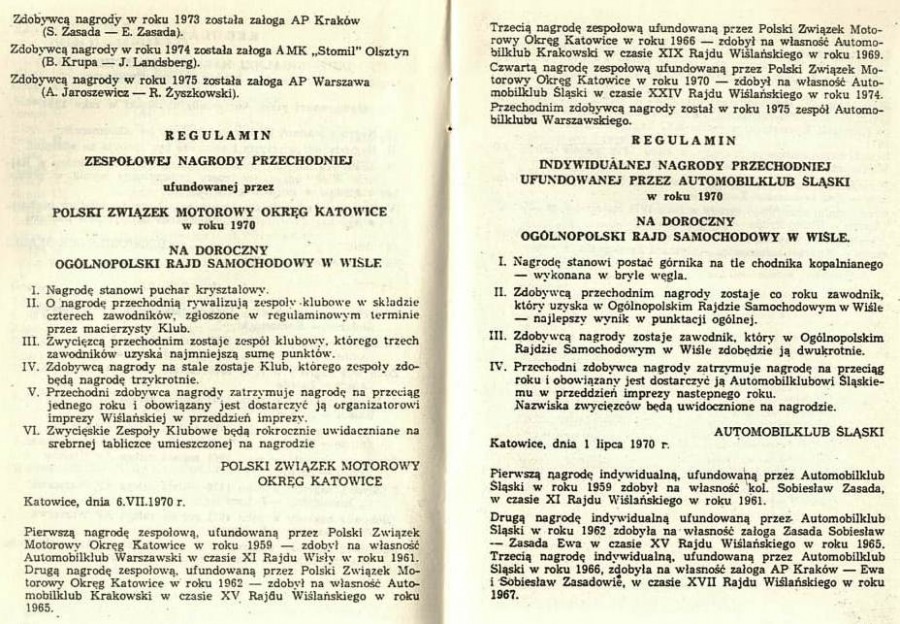 Zdobywcą nagrody w roku 1973 została załoga AP Kraków
(S. Zasada — E. Zasada).
Zdobywcą nagrody w roku 1974 została załoga AMK „Stomil" Olsztyn
(B. Krupa — J. Landsberg).
Zdobywcą nagrody w roku 1975 została załoga AP Warszawa
(A. Jaroszewicz — R. Żyszkowski).
REGULAMIN
ZESPOŁOWEJ NAGRODY PRZECHODNIEJ
ufundowanej przez
POLSKI ZWIĄZEK MOTOROWY OKRĘG KATOWICE
w roku 1970
NA DOROCZNY
OGÓLNOPOLSKI RAJD SAMOCHODOWY W WIŚLE
I. Nagrodę stanowi puchar kryształowy.
II. O nagrodę przechodnią rywalizują zespoły klubowe w składzie
czterech zawodników, zgłoszone w regulaminowym terminie
przez macierzysty Klub.
III. Zwycięzcą przechodnim zostaje zespół klubowy, którego trzech
zawodników uzyska najmniejszą sumę punktów.
IV. Zdobywcą nagrody na stałe zostaje Klub, którego zespoły zdo-
będą nagrodę trzykrotnie.
V. Przechodni zdobywca nagrody zatrzymuje nagrodę na przeciąg
jednego roku i obowiązany jest dostarczyć ją organizatorowi
imprezy Wiślańskiej w przeddzień imprezy.
VI. Zwycięskie Zespoły Klubowe będą rokrocznie uwidaczniane na
srebrnej tabliczce umieszczonej na nagrodzie
POLSKI ZWIĄZEK MOTOROWY
OKRĘG KATOWICE
Katowice, dnia 6.VII.1970 r.
Pierwszą nagrodę zespołową, ufundowaną przez Polski Związek
Motorowy Okręg Katowice w roku 1959 — zdobył na własność
Automobilklub Warszawski w czasie XI Rajdu Wisły w roku 1961.
Drugą nagrodę zespołową, ufundowaną przez Polski Związek Mo-
torowy Okręg Katowice w roku 1962 — zdobył na własność Auto-
mobilklub Krakowski w czasie XV Rajdu Wiślańskiego w roku
1965.
Trzecią nagrodę zespołową ufundowaną przez Polski Związek Moto-
rowy Okręg Katowice w roku 1966 — zdobył na własność Automo-
bilklub Krakowski w czasie XIX Rajdu Wiślańskiego w roku 1969.
Czwartą nagrodę zespołową ufundowaną przez Polski Związek Mo-
torowy Okręg Katowice w roku 1970 — zdobył na własność Auto-
mobilklub Śląski w czasie XXIV Rajdu Wiślańskiego w roku 1974.
Przechodnim zdobywcą nagrody został w roku 1975 zespół Automo-
bilklubu Warszawskiego.
REGULAMIN
INDYWIDUALNEJ NAGRODY PRZECHODNIEJ
UFUNDOWANEJ PRZEZ AUTOMOBILKLUB ŚLĄSKI
w roku 1970
NA DOROCZNY
OGÓLNOPOLSKI RAJD SAMOCHODOWY W WIŚLE.
I. Nagrodę stanowi postać górnika na tle chodnika kopalnianego
— wykonana w bryle węgla.
II. Zdobywcą przechodnim nagrody zostaje co roku zawodnik,
który uzyska w Ogólnopolskim Rajdzie Samochodowym w Wiśle
— najlepszy wynik w punktacji ogólnej.
III. Zdobywcą nagrody zostaje zawodnik, który w Ogólnopolskim
Rajdzie Samochodowym w Wiśle zdobędzie ją dwukrotnie.
IV. Przechodni zdobywca nagrody zatrzymuje nagrodę na przeciąg
roku i obowiązany jest dostarczyć ją Automobilklubowi Śląskie-
mu w przeddzień imprezy następnego roku.
Nazwiska zwycięzców będą uwidocznione na nagrodzie.
AUTOMOBILKLUB ŚLĄSKI
Katowice, dnia 1 lipca 1970 r.
Pierwszą nagrodę indywidualną, ufundowaną przez Automobilklub
Śląski w roku 1959 zdobył na własność kol. Sobiesław Zasada,
w czasie XI Rajdu Wiślańskiego w roku 1961.
Drugą nagrodę indywidualną ufundowaną przez Automobilklub
Śląski w roku 1962 zdobyła na własność załoga Zasada Sobiesław
— Zasada Ewa w czasie XV Rajdu Wiślańskiego w roku 1965.
Trzecią nagrodę indywidualną, ufundowaną przez Automobilklub
Śląski w roku 1966, zdobyła na własność załoga AP Kraków — Ewa
i Sobiesław Zasadowie, w czasie XVII Rajdu Wiślańskiego w roku
1967.